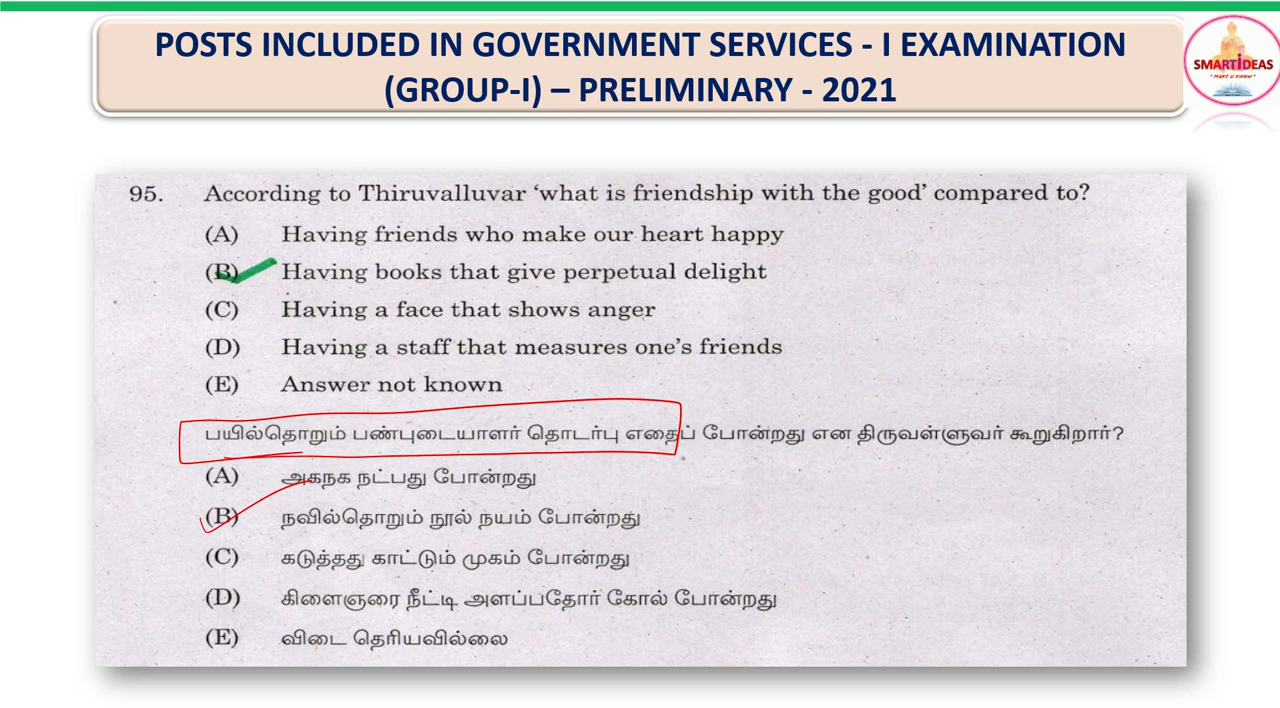 POSTS INCLUDED IN GOVERNMENT SERVICES - I EXAMINATION
(GROUP-I) – PRELIMINARY - 2021
SMARTIDEAS
"MAKE U KNOW"
95. According to Thiruvalluvar ‘what is friendship with the good’ compared to?
(A) Having friends who make our heart happy
(B) Having books that give perpetual delight
(C) Having a face that shows anger
(D) Having a staff that measures one’s friends
(E) Answer not known
பயில்தொறும் பண்புடையாளர் தொடர்பு எதைப் போன்றது என திருவள்ளுவர் கூறுகிறார்?
(A) அகநக நட்பது போன்றது
(B) நவில்தொறும் நூல் நயம் போன்றது
(C) கடுத்தது காட்டும் முகம் போன்றது
(D) கிளைஞரை நீட்டி அளப்பதோர் கோல் போன்றது
(E) விடை தெரியவில்லை